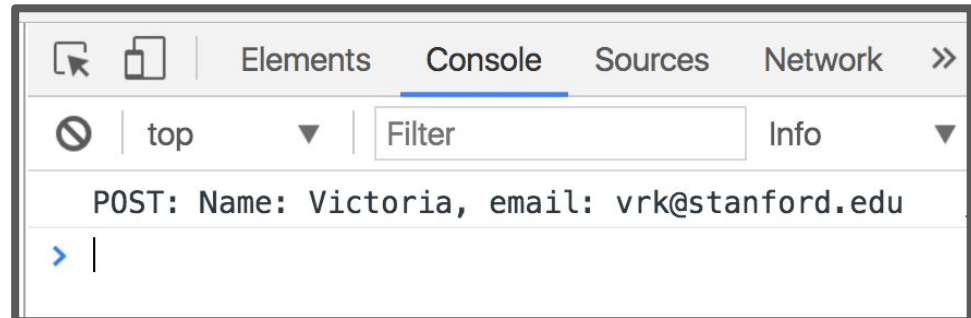 Elements Console Sources Network »
top ▼ Filter Info ▼
POST: Name: Victoria, email: vrk@stanford.edu
>